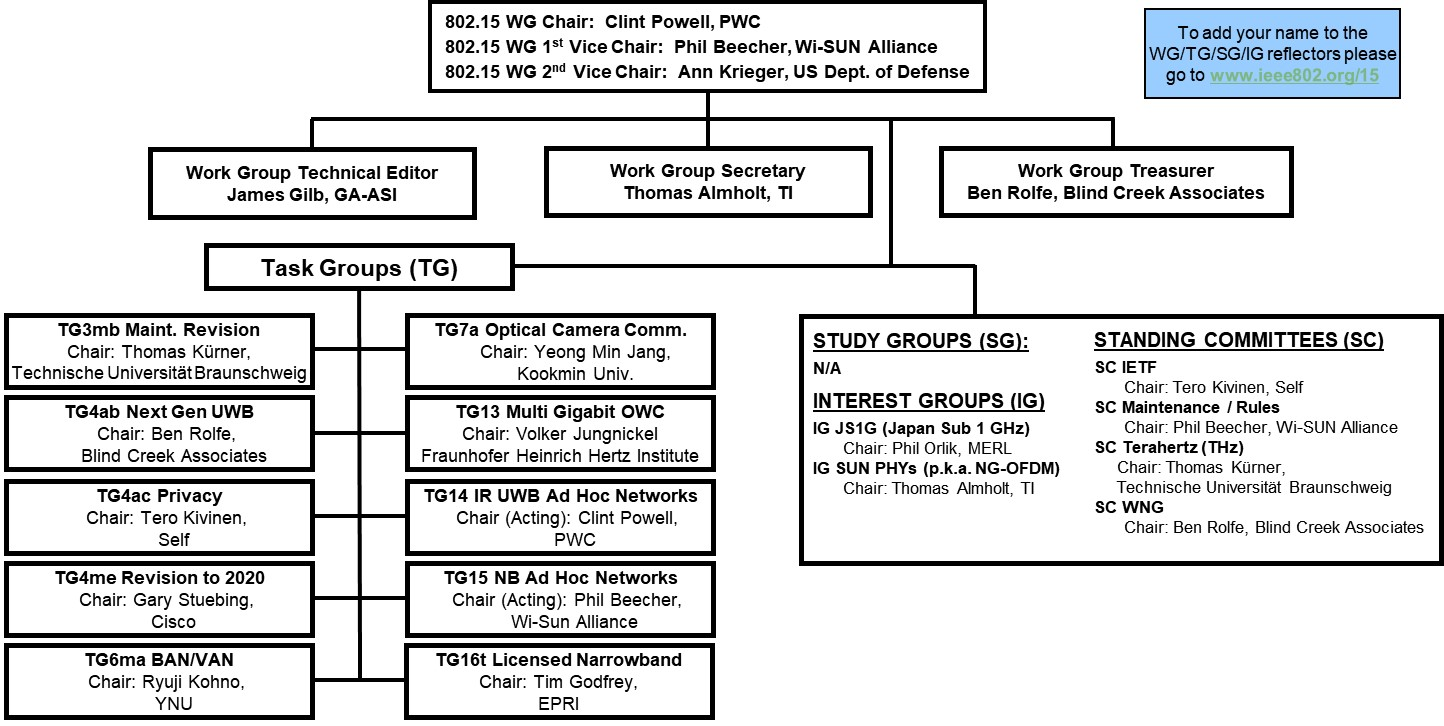 802.15 WG Chair:  Clint Powell, PWC
802.15 WG 1st Vice Chair:  Phil Beecher, Wi-SUN Alliance
802.15 WG 2nd Vice Chair:  Ann Krieger, US Dept. of Defense
To add your name to the
WG/TG/SG/IG reflectors please
go to www.ieee802.org/15
Work Group Technical Editor
James Gilb, GA-ASI
Work Group Secretary
Thomas Almholt, TI
Work Group Treasurer
Ben Rolfe, Blind Creek Associates
Task Groups (TG)
TG3mb Maint. Revision
Chair: Thomas Kürner,
Technische Universität Braunschweig
TG4ab Next Gen UWB
Chair: Ben Rolfe,
Blind Creek Associates
TG4ac Privacy
Chair: Tero Kivinen,
Self
TG4me Revision to 2020
Chair: Gary Stuebing,
Cisco
TG6ma BAN/VAN
Chair: Ryuji Kohno,
YNU
TG7a Optical Camera Comm.
Chair: Yeong Min Jang,
Kookmin Univ.
TG13 Multi Gigabit OWC
Chair: Volker Jungnickel
Fraunhofer Heinrich Hertz Institute
TG14 IR UWB Ad Hoc Networks
Chair (Acting): Clint Powell,
PWC
TG15 NB Ad Hoc Networks
Chair (Acting): Phil Beecher,
Wi-Sun Alliance
TG16t Licensed Narrowband
Chair: Tim Godfrey,
EPRI
STUDY GROUPS (SG):
N/A
INTEREST GROUPS (IG)
IG JS1G (Japan Sub 1 GHz)
Chair: Phil Orlik, MERL
IG SUN PHYs (p.k.a. NG-OFDM)
Chair: Thomas Almholt, TI
STANDING COMMITTEES (SC)
SC IETF
Chair: Tero Kivinen, Self
SC Maintenance / Rules
Chair: Phil Beecher, Wi-SUN Alliance
SC Terahertz (THz)
Chair: Thomas Kürner,
Technische Universität Braunschweig
SC WNG
Chair: Ben Rolfe, Blind Creek Associates